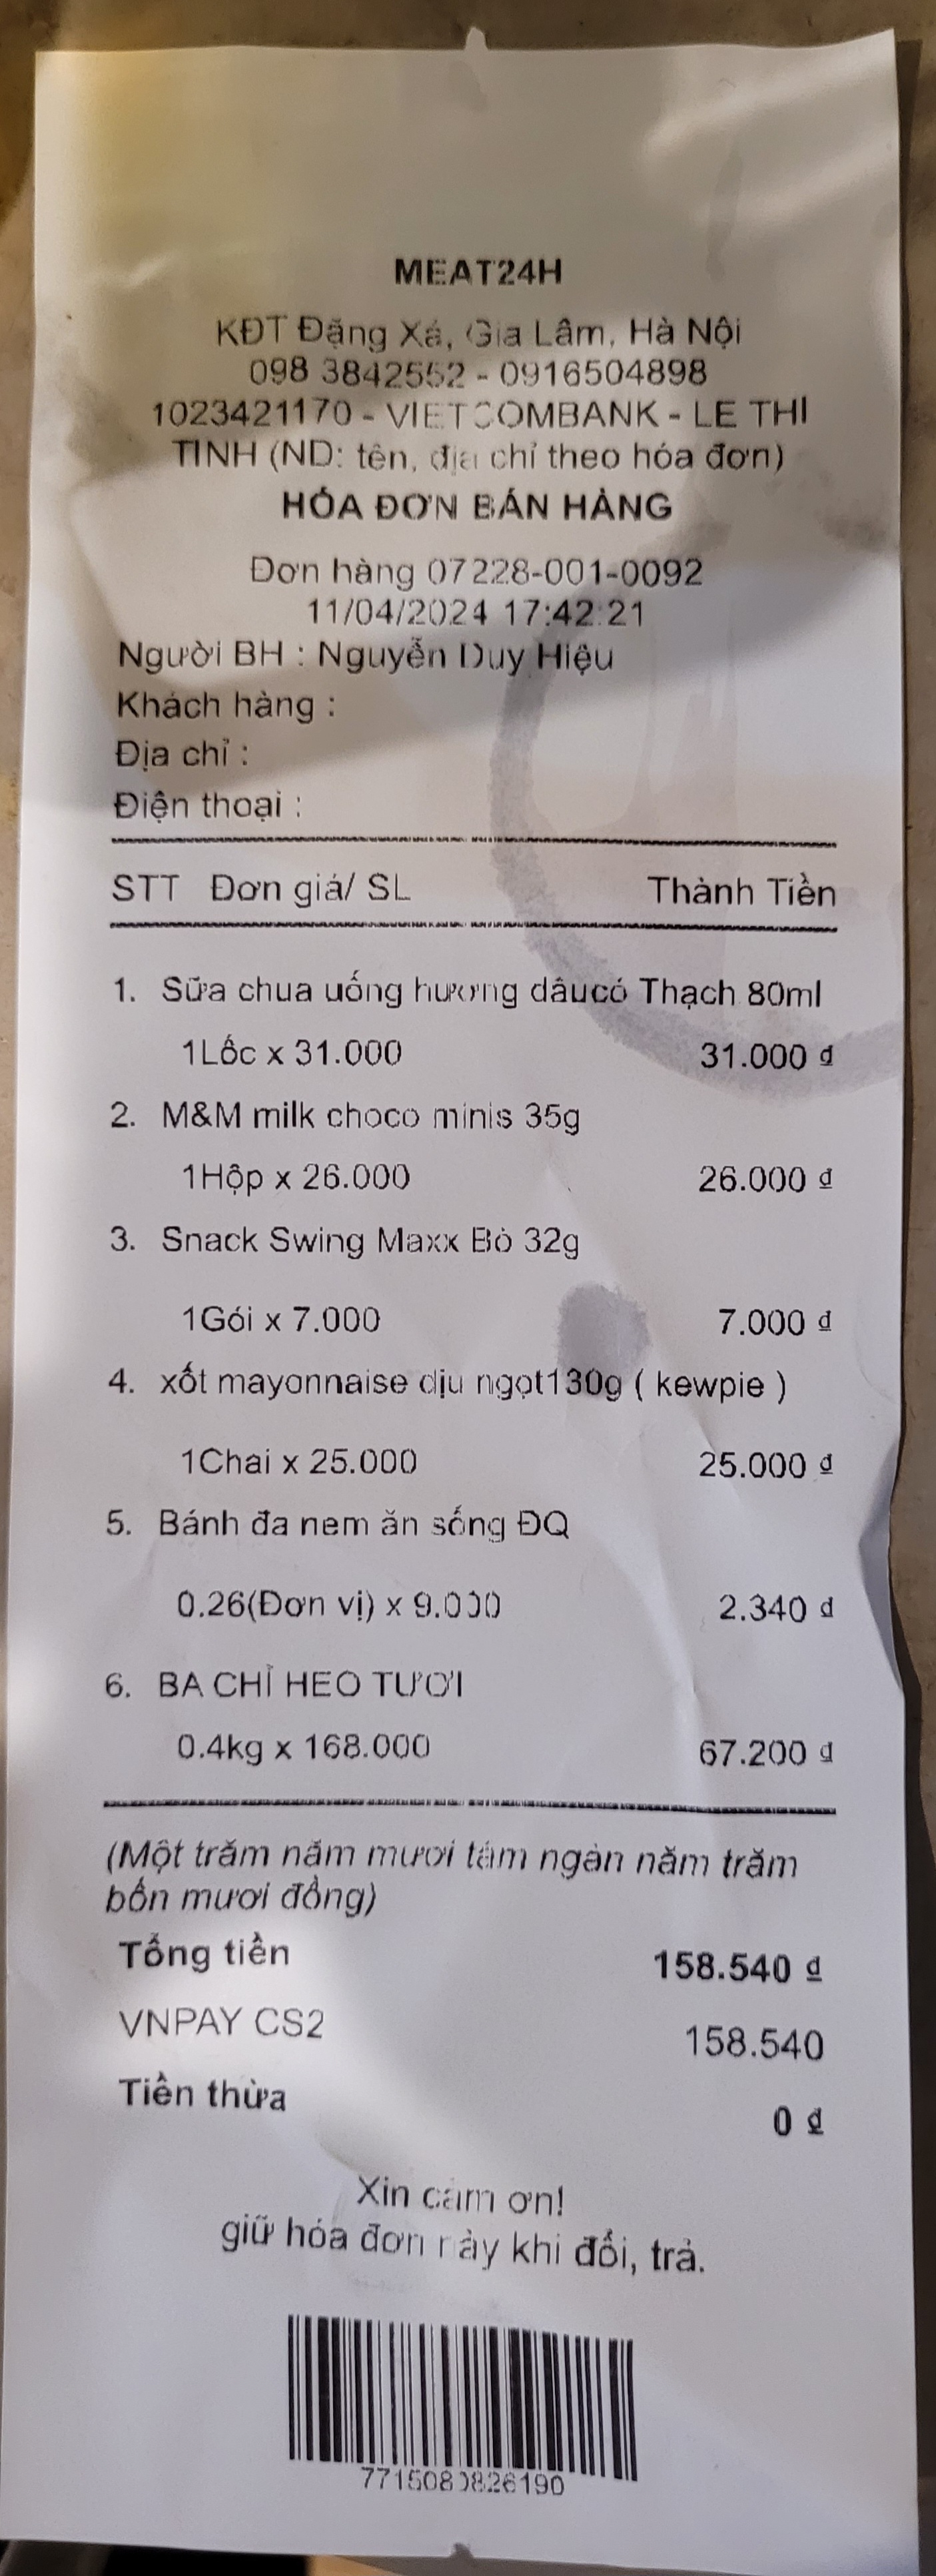 MEAT24H
KĐT Đặng Xá, Gia Lâm, Hà Nội
098 3842552 - 0916504898
1023421170 - VIETCOMBANK - LE THI
TINH (ND: tên, địa chỉ theo hóa đơn)
HÓA ĐƠN BÁN HÀNG
Đơn hàng 07228-001-0092
11/04/2024 17:42:21
Người BH : Nguyễn Duy Hiệu
Khách hàng :
Địa chỉ :
Điện thoại :
STT Đơn giá/ SL Thành Tiền
1. Sữa chua uống hương dâucó Thạch 80ml
1Lốc x 31.000 31.000 đ
2. M&M milk choco minis 35g
1Hộp x 26.000 26.000 đ
3. Snack Swing Maxx Bò 32g
1Gói x 7.000 7.000 đ
4. xốt mayonnaise dịu ngọt130g ( kewpie )
1Chai x 25.000 25.000 đ
5. Bánh đa nem ăn sống ĐQ
0.26(Đơn vị) x 9.000 2.340 đ
6. BA CHỈ HEO TƯƠI
0.4kg x 168.000 67.200 đ
(Một trăm năm mươi tám ngàn năm trăm
bốn mươi đồng)
Tổng tiền 158.540 đ
VNPAY CS2 158.540
Tiền thừa 0 đ
Xin cảm ơn!
giữ hóa đơn này khi đổi, trả.
7715080826190